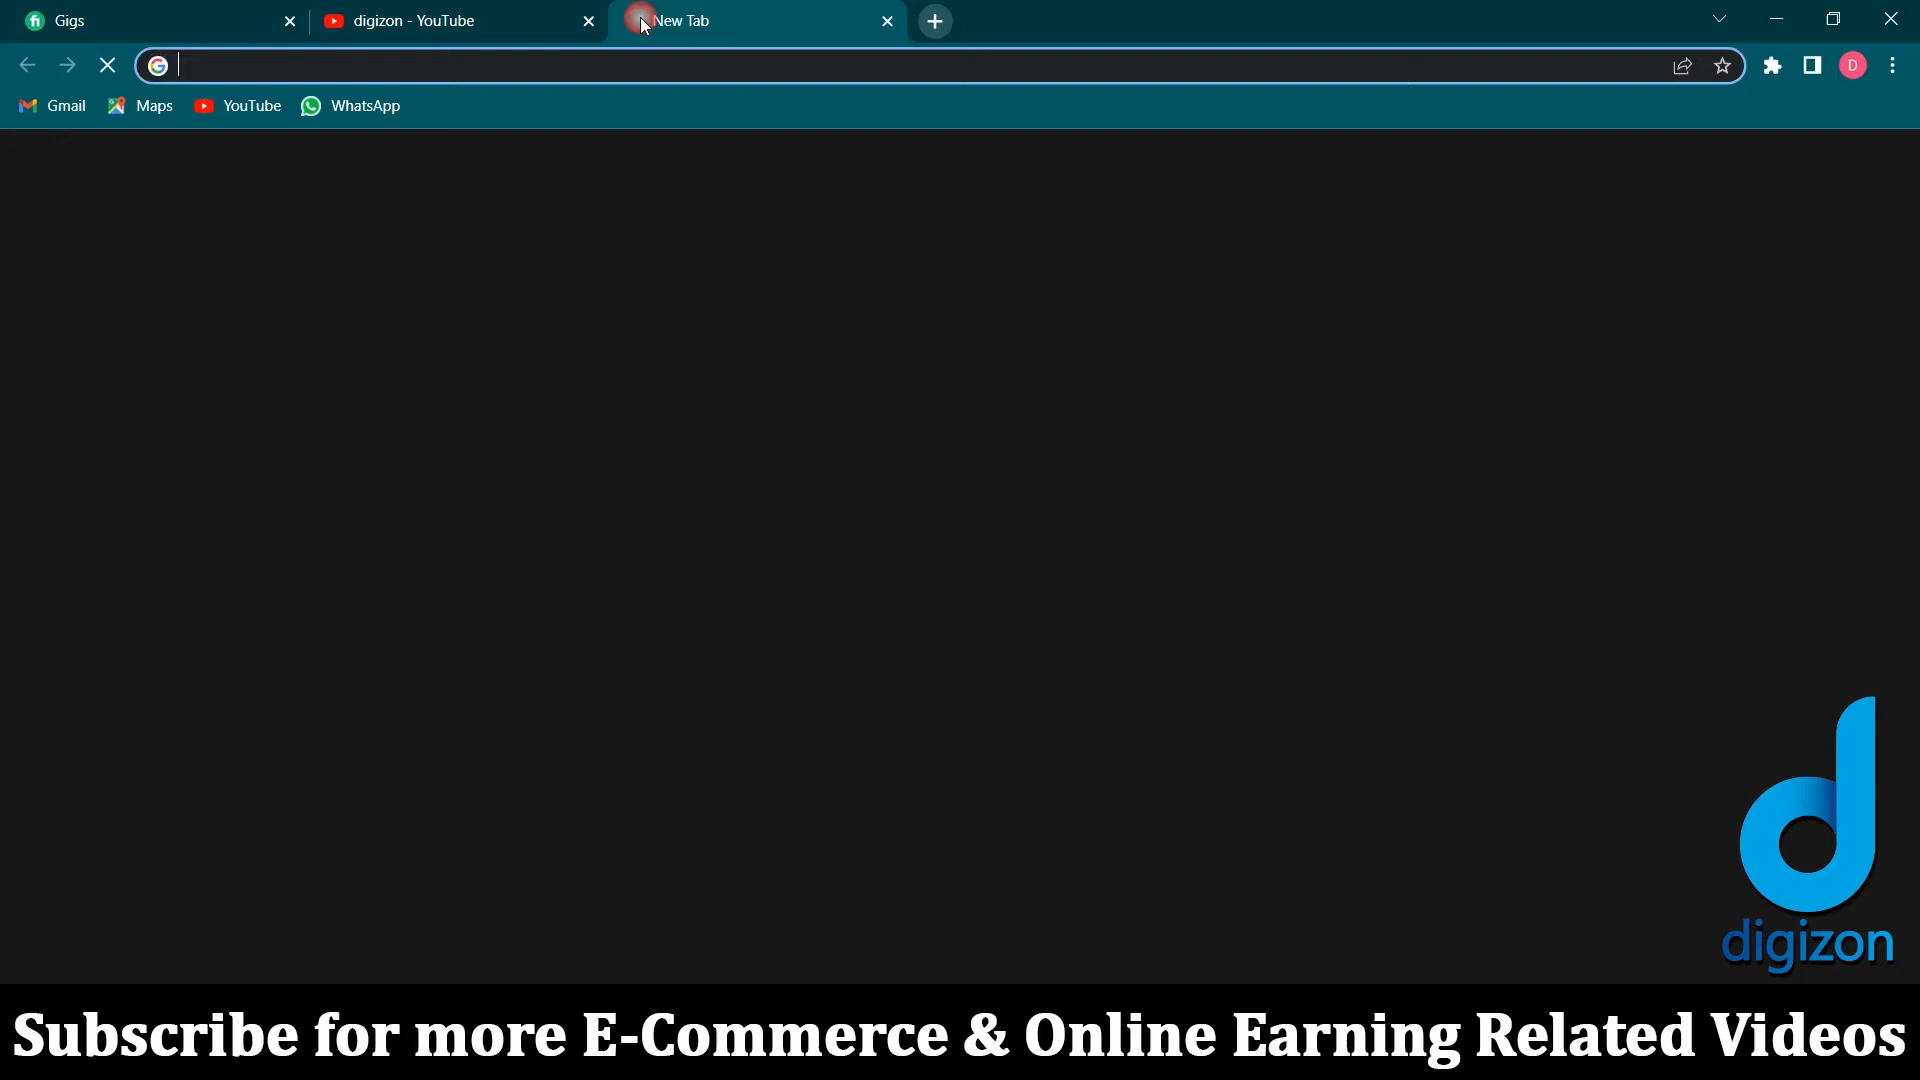 Gigs
digizon - YouTube
New Tab
D
Gmail
Maps
YouTube
WhatsApp
digizon
Subscribe for more E-Commerce & Online Earning Related Videos